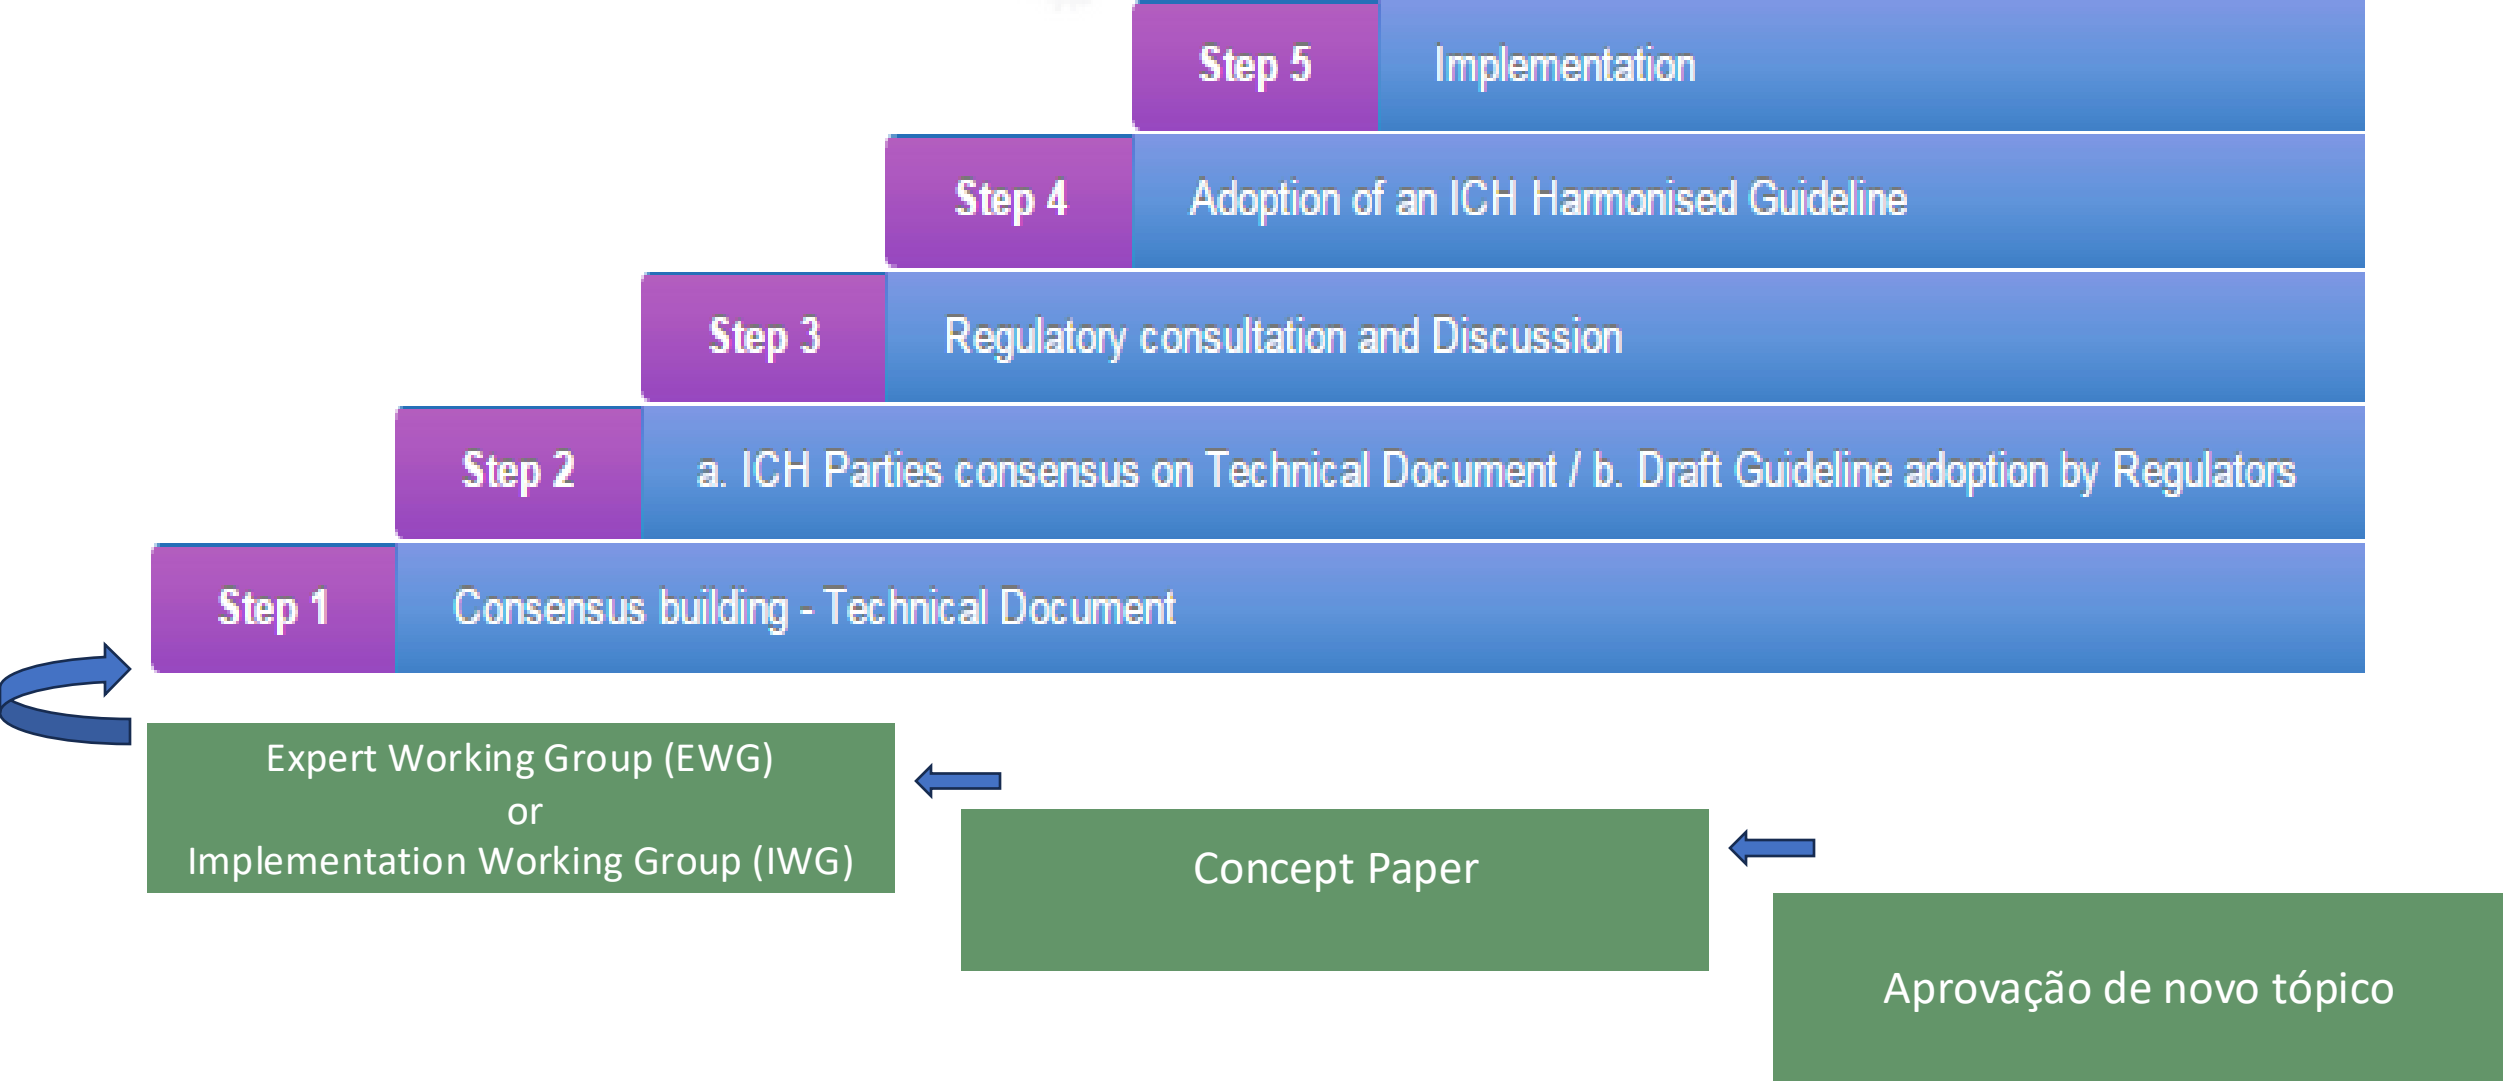 Step 5 Implementation
Step 4 Adoption of an ICH Harmonised Guideline
Step 3 Regulatory consultation and Discussion
Step 2 a. ICH Parties consensus on Technical Document / b. Draft Guideline adoption by Regulators
Step 1 Consensus building - Technical Document
Expert Working Group (EWG)
or
Implementation Working Group (IWG)
Concept Paper
Aprovação de novo tópico